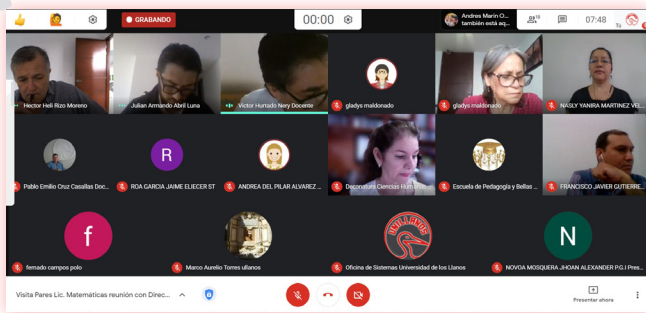 GRABANDO
00:00
Andres Marin O...
también está aq...
19
07:48
Hector Heli Rizo Moreno
Julian Armando Abril Luna
Victor Hurtado Nery Docente
gladys maldonado
gladys maldonado
NASLY YANIRA MARTINEZ VEL...
Pablo Emilio Cruz Casallas Doc...
R
ROA GARCIA JAIME ELIECER ST
ANDREA DEL PILAR ALVAREZ ...
Decanatura Ciencias Humanas...
Escuela de Pedagogía y Bellas ...
FRANCISCO JAVIER GUTIERRE...
f
fernado campos polo
Marco Aurelio Torres ullanos
UNILLANOS
Oficina de Sistemas Universidad de los Llanos
N
NOVOA MOSQUERA JHOAN ALEXANDER P.G.I Pres...
Visita Pares Lic. Matemáticas reunión con Direc...
Presentar ahora